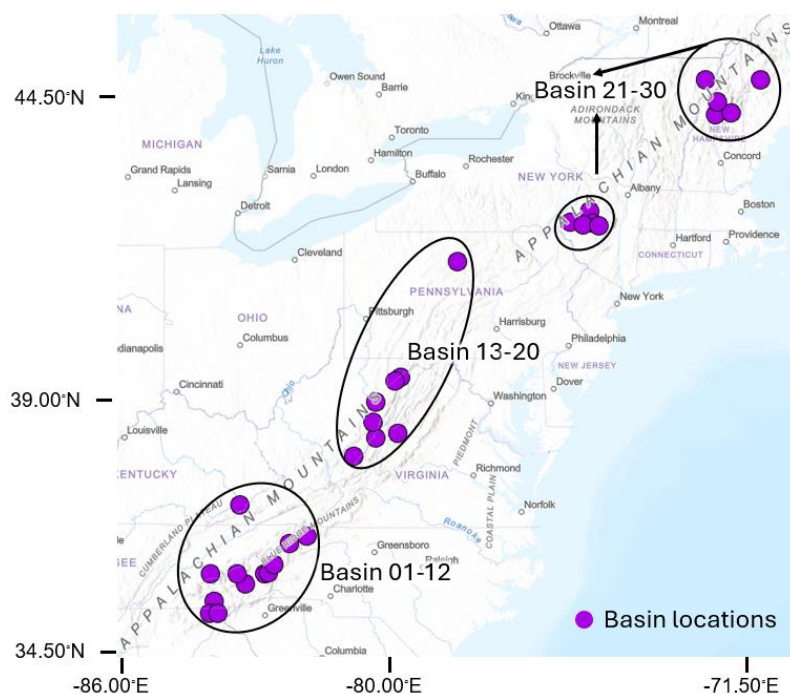 Ottawa
Montreal
Lake
Huron
Owen Sound
Barrie
Brockville
Basin 21-30
44.50°N
Toronto
ADIRONDACK
MOUNTAINS
NEW
HAMPSHIRE
MICHIGAN
Hamilton
Rochester
Concord
Grand Rapids
Lansing
Sarnia
London
Buffalo
NEW YORK
Albany
Detroit
Boston
APPALACHIAN MOUNTAINS
Hartford
Providence
CONNECTICUT
Cleveland
PENNSYLVANIA
New York
OHIO
Pittsburgh
Harrisburg
Columbus
Basin 13-20
Philadelphia
NEW JERSEY
Cincinnati
Ohio
Dover
39.00°N
Washington
Louisville
PIEDMONT
KENTUCKY
VIRGINIA
Richmond
COASTAL PLAIN
CUMBERLAND PLATEAU
APPALACHIAN MOUNTAINS
BLUE RIDGE MOUNTAINS
Norfolk
Roanoke
Greensboro
Raleigh
Basin 01-12
Charlotte
Greenville
Basin locations
34.50°N
Columbia
-86.00°E
-80.00°E
-71.50°E